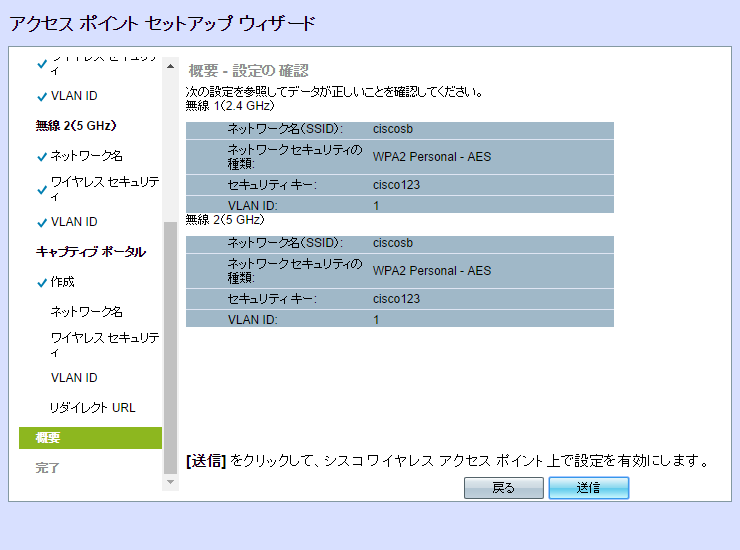 アクセス ポイント セットアップ ウィザード
ィ
VLAN ID
無線 2(5 GHz)
ネットワーク名
ワイヤレス セキュリティ
VLAN ID
キャプティブ ポータル
作成
ネットワーク名
ワイヤレス セキュリティ
VLAN ID
リダイレクト URL
概要
完了
概要 - 設定の 確認
次の設定を参照してデータが正しいことを確認してください。
無線 1(2.4 GHz)
ネットワーク名(SSID): ciscosb
ネットワーク セキュリティの
種類: WPA2 Personal - AES
セキュリティ キー: cisco123
VLAN ID: 1
無線 2(5 GHz)
ネットワーク名(SSID): ciscosb
ネットワーク セキュリティの
種類: WPA2 Personal - AES
セキュリティ キー: cisco123
VLAN ID: 1
[送信] をクリックして、シスコ ワイヤレス アクセス ポイント 上で設定を有効にします。
戻る 送信